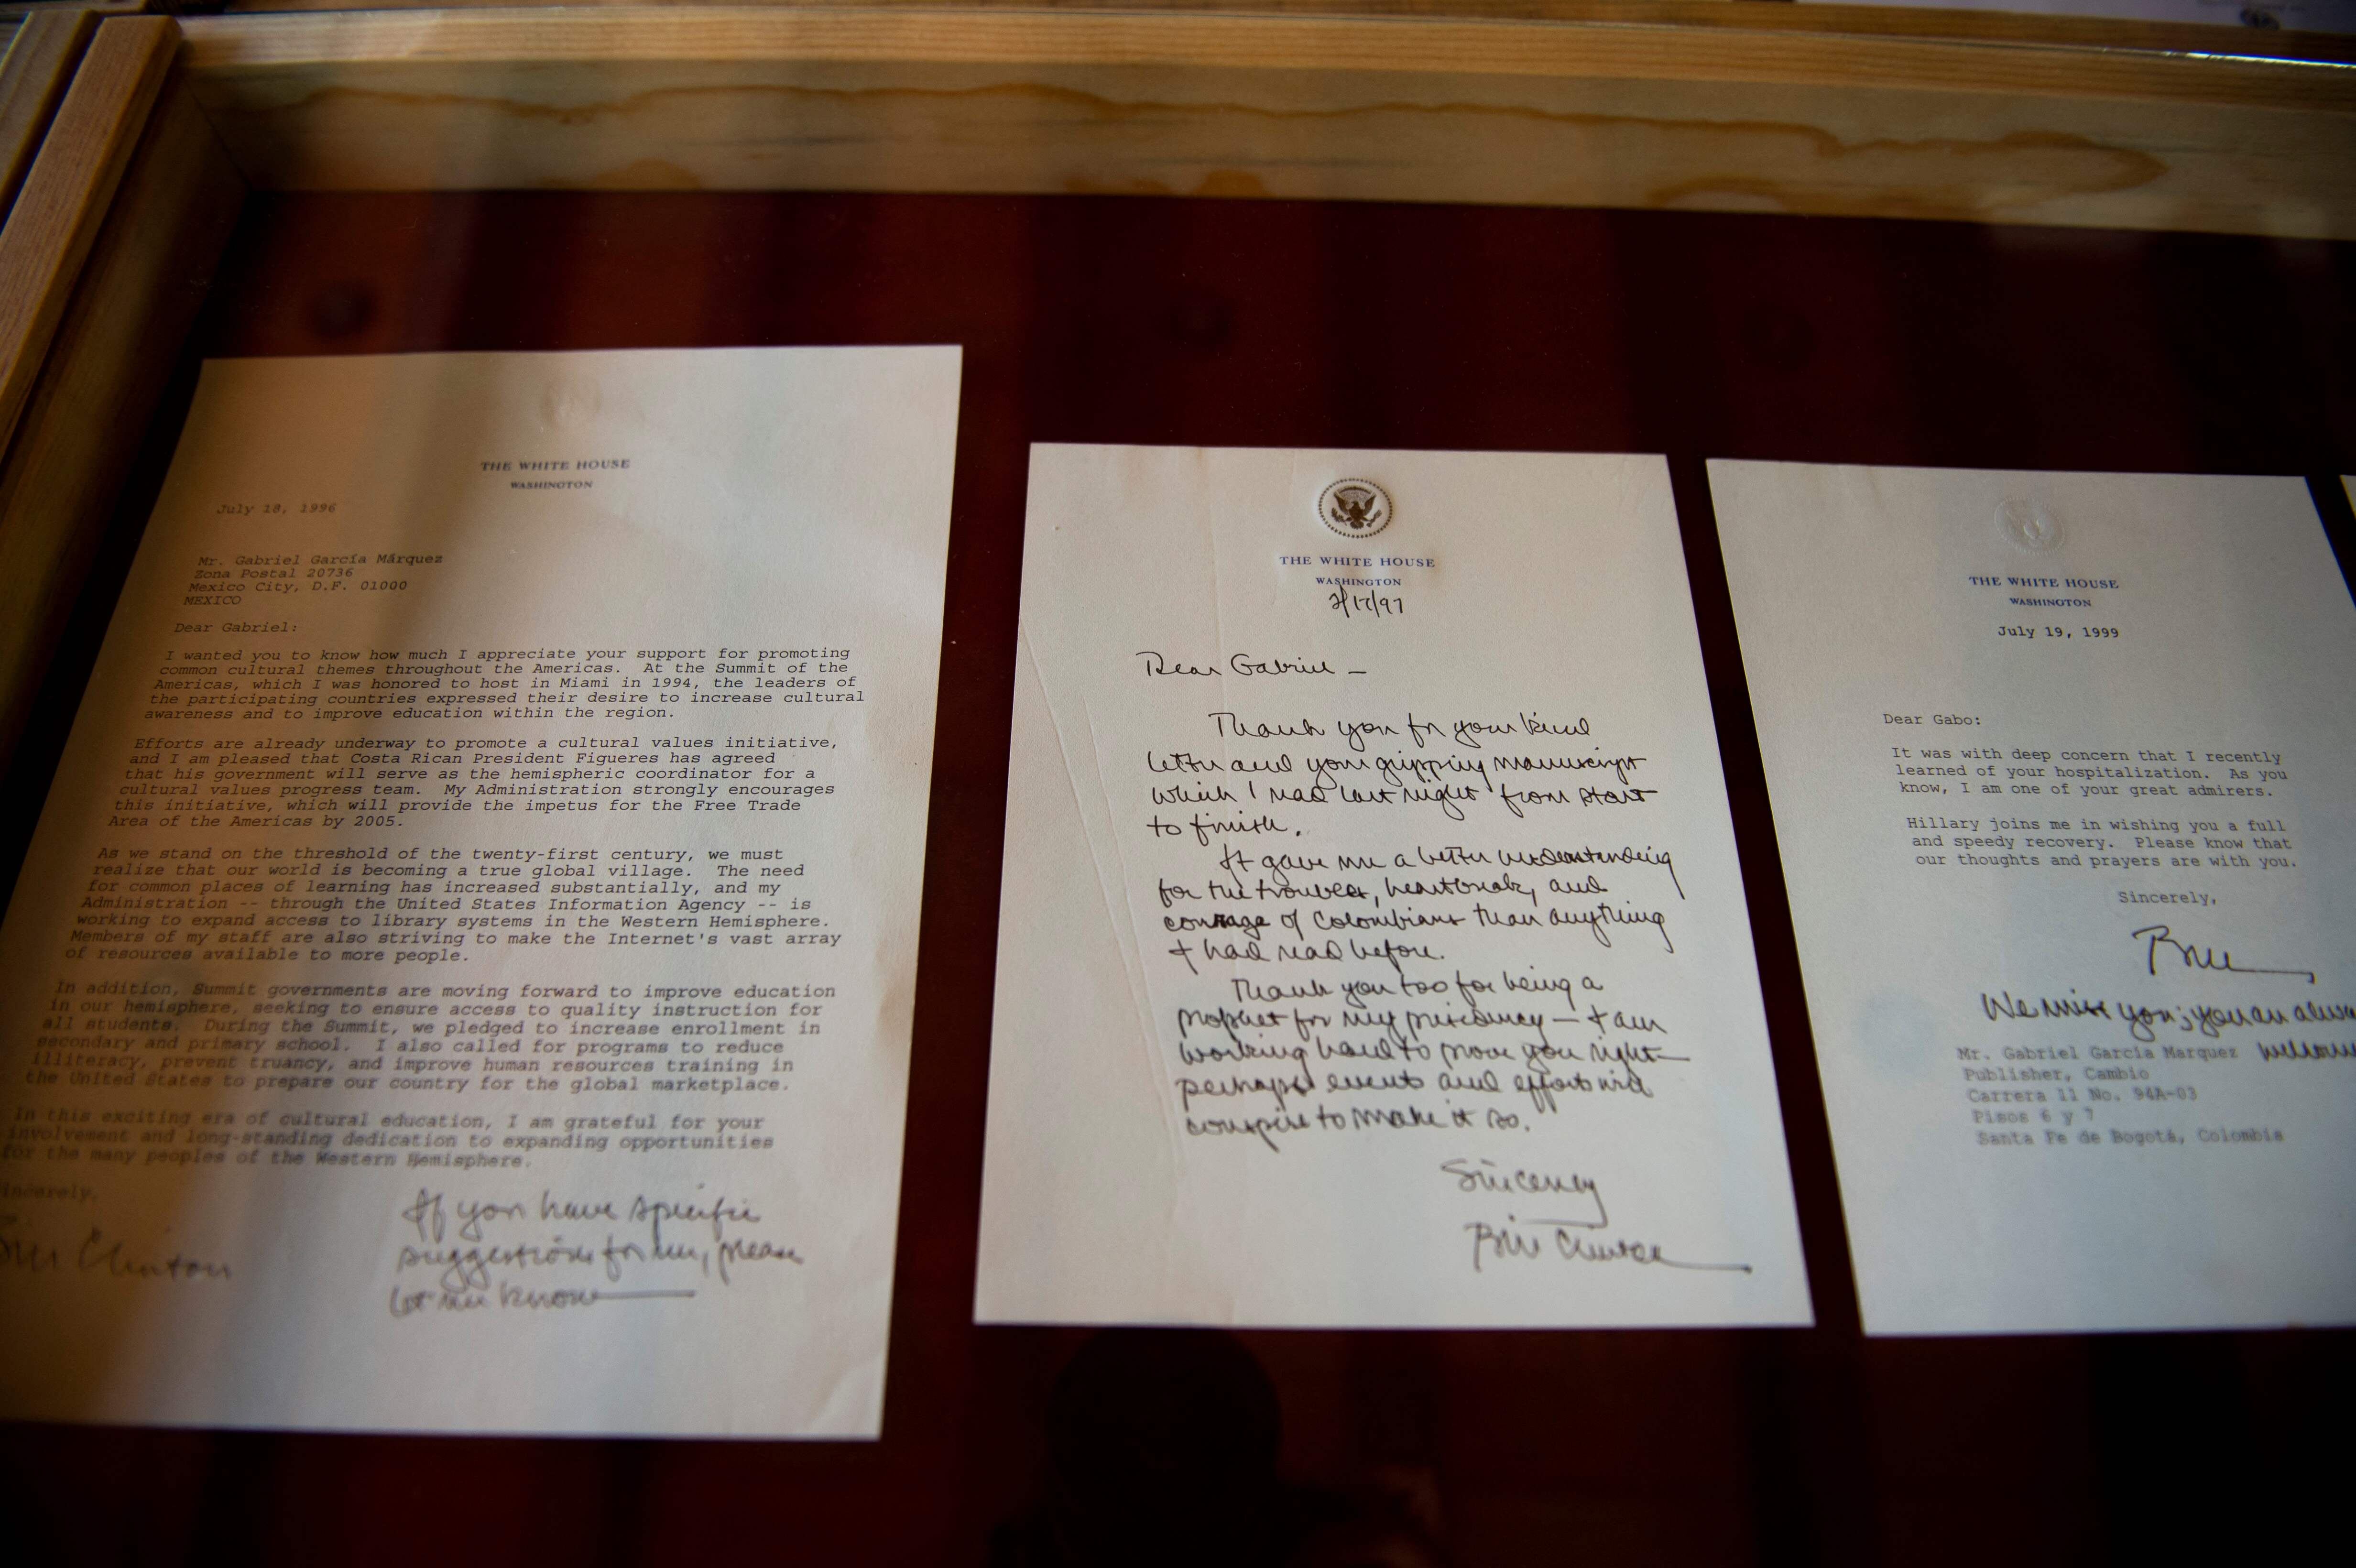 THE WHITE HOUSE
WASHINGTON
July 18, 1996
Mr. Gabriel García Márquez
Zona Postal 20736
Mexico City, D.F. 01000
MEXICO
Dear Gabriel:
I wanted you to know how much I appreciate your support for promoting
common cultural themes throughout the Americas. At the Summit of the
Americas, which I was honored to host in Miami in 1994, the leaders of
the participating countries expressed their desire to increase cultural
awareness and to improve education within the region.
Efforts are already underway to promote a cultural values initiative,
and I am pleased that Costa Rican President Figueres has agreed
that his government will serve as the hemispheric coordinator for a
cultural values progress team. My Administration strongly encourages
this initiative, which will provide the impetus for the Free Trade
Area of the Americas by 2005.
As we stand on the threshold of the twenty-first century, we must
realize that our world is becoming a true global village. The need
for common places of learning has increased substantially, and my
Administration -- through the United States Information Agency -- is
working to expand access to library systems in the Western Hemisphere.
Members of my staff are also striving to make the Internet's vast array
of resources available to more people.
In addition, Summit governments are moving forward to improve education
in our hemisphere, seeking to ensure access to quality instruction for
all students. During the Summit, we pledged to increase enrollment in
secondary and primary school. I also called for programs to reduce
illiteracy, prevent truancy, and improve human resources training in
the United States to prepare our country for the global marketplace.
In this exciting era of cultural education, I am grateful for your
involvement and long-standing dedication to expanding opportunities
for the many peoples of the Western Hemisphere.
incerely,
Bill Clinton
If you have specific
suggestions for me, please
let me know
THE WHITE HOUSE
WASHINGTON
Dear Gabriel —
Thank you for your kind
letter and your gripping manuscript
which I read last night from start
to finish.
It gave me a better understanding
for the troubles, heartbreak, and
courage of Colombians than anything
I had read before.
Thank you too for being a
prophet for my presidency — I am
working hard to prove you right —
perhaps events and efforts will
conspire to make it so.
Sincerely
Bill Clinton
THE WHITE HOUSE
WASHINGTON
July 19, 1999
Dear Gabo:
It was with deep concern that I recently
learned of your hospitalization. As you
know, I am one of your great admirers.
Hillary joins me in wishing you a full
and speedy recovery. Please know that
our thoughts and prayers are with you.
Sincerely,
Bill
We miss you; you are
Mr. Gabriel Garcia Marquez
Publisher, Cambio
Carrera 11 No. 94A-03
Pisos 6 y 7
Santa Fe de Bogotá, Colombia